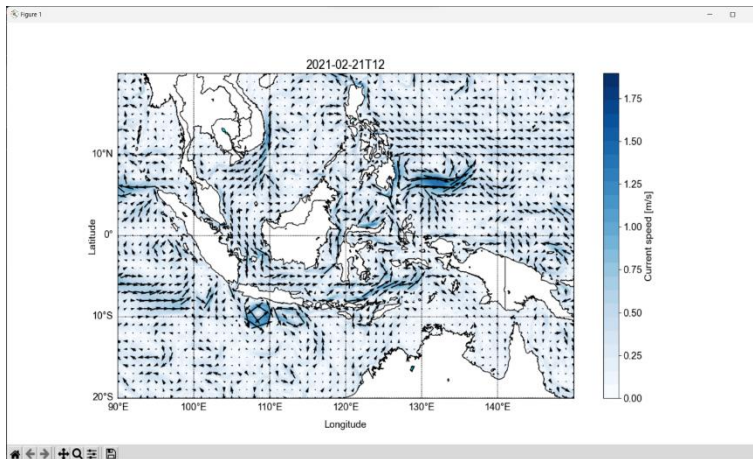 Figure 1
2021-02-21T12
10°N
0°
10°S
20°S
90°E
100°E
110°E
120°E
130°E
140°E
Latitude
Longitude
1.75
1.50
1.25
1.00
0.75
0.50
0.25
0.00
Current speed [m/s]